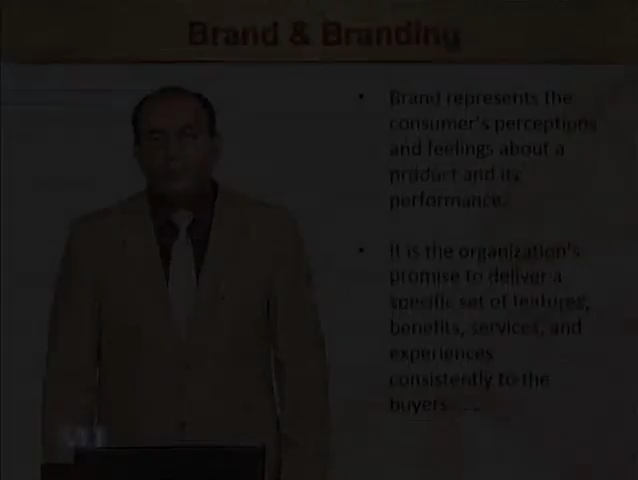 Brand & Branding
• Brand represents the
consumer's perceptions
and feelings about a
product and its
performance.
• It is the organization's
promise to deliver a
specific set of features,
benefits, services, and
experiences
consistently to the
buyers.....